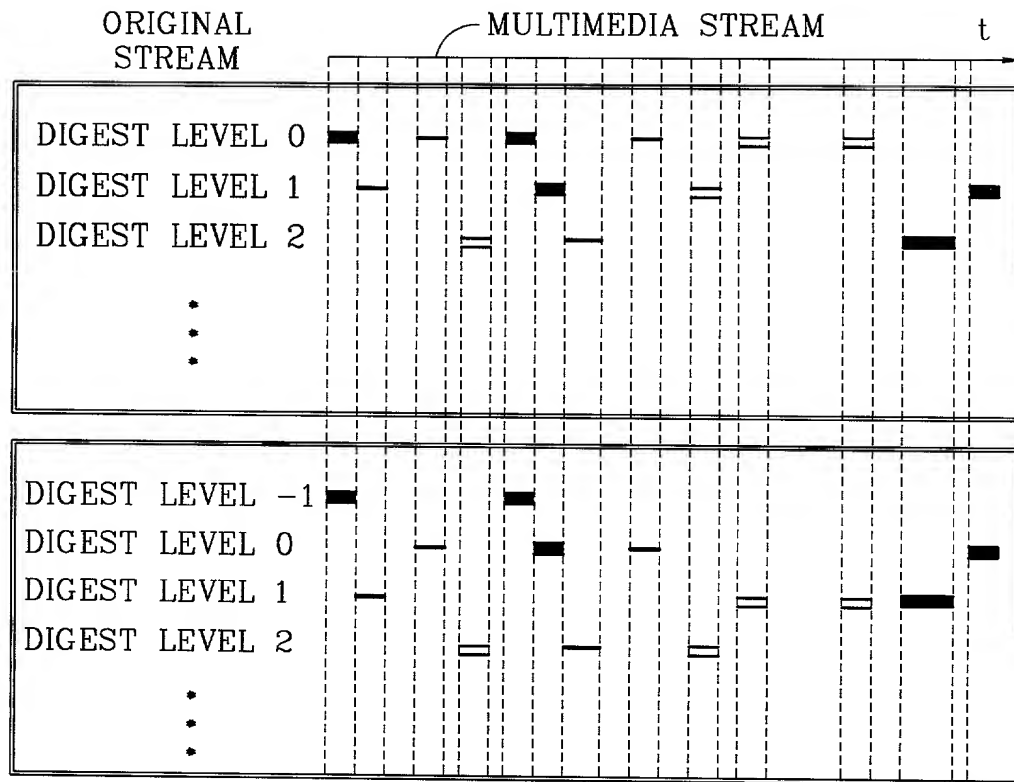 ORIGINAL
STREAM
MULTIMEDIA STREAM
t
DIGEST LEVEL 0
DIGEST LEVEL 1
DIGEST LEVEL 2
DIGEST LEVEL -1
DIGEST LEVEL 0
DIGEST LEVEL 1
DIGEST LEVEL 2